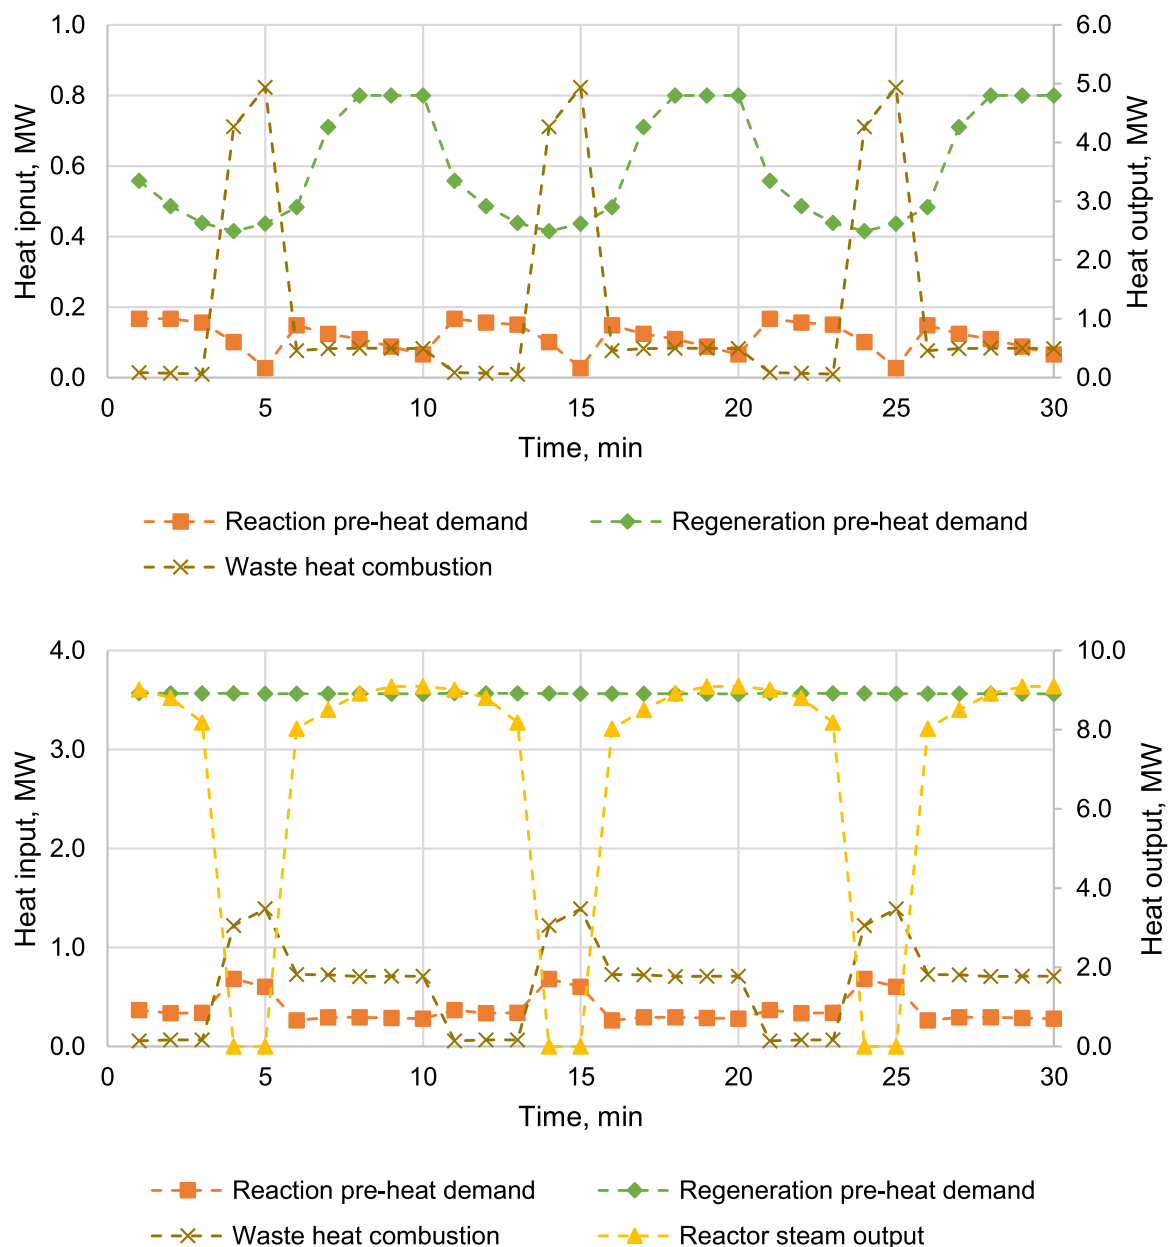 1.0
0.8
0.6
0.4
0.2
0.0
Heat ipnut, MW
6.0
5.0
4.0
3.0
2.0
1.0
0.0
Heat output, MW
0 5 10 15 20 25 30
Time, min
Reaction pre-heat demand Regeneration pre-heat demand
Waste heat combustion
4.0
3.0
2.0
1.0
0.0
Heat input, MW
10.0
8.0
6.0
4.0
2.0
0.0
Heat output, MW
0 5 10 15 20 25 30
Time, min
Reaction pre-heat demand Regeneration pre-heat demand
Waste heat combustion Reactor steam output